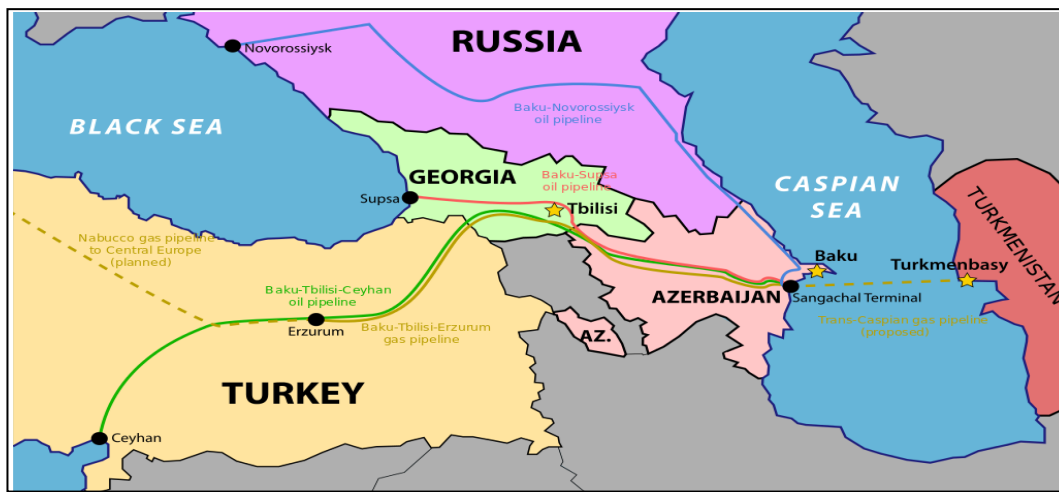 RUSSIA
Novorossiysk
Baku-Novorossiysk
oil pipeline
BLACK SEA
GEORGIA
Baku-Supsa
oil pipeline
Supsa
Tbilisi
CASPIAN
SEA
TURKMENISTAN
Nabucco gas pipeline
to Central Europe
(planned)
Baku
Turkmenbasy
Baku-Tbilisi-Ceyhan
oil pipeline
AZERBAIJAN
Sangachal Terminal
Erzurum
Baku-Tbilisi-Erzurum
gas pipeline
Trans-Caspian gas pipeline
(proposed)
AZ.
TURKEY
Ceyhan